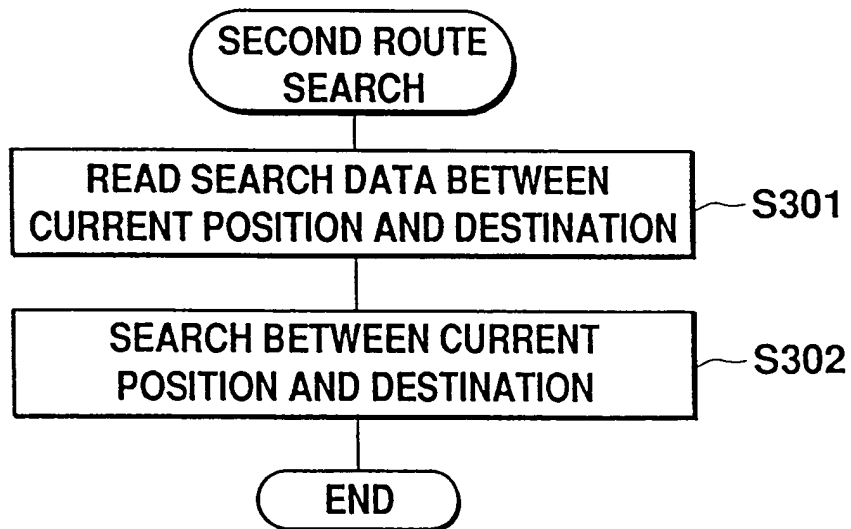 SECOND ROUTE
SEARCH
READ SEARCH DATA BETWEEN
CURRENT POSITION AND DESTINATION
S301
SEARCH BETWEEN CURRENT
POSITION AND DESTINATION
S302
END